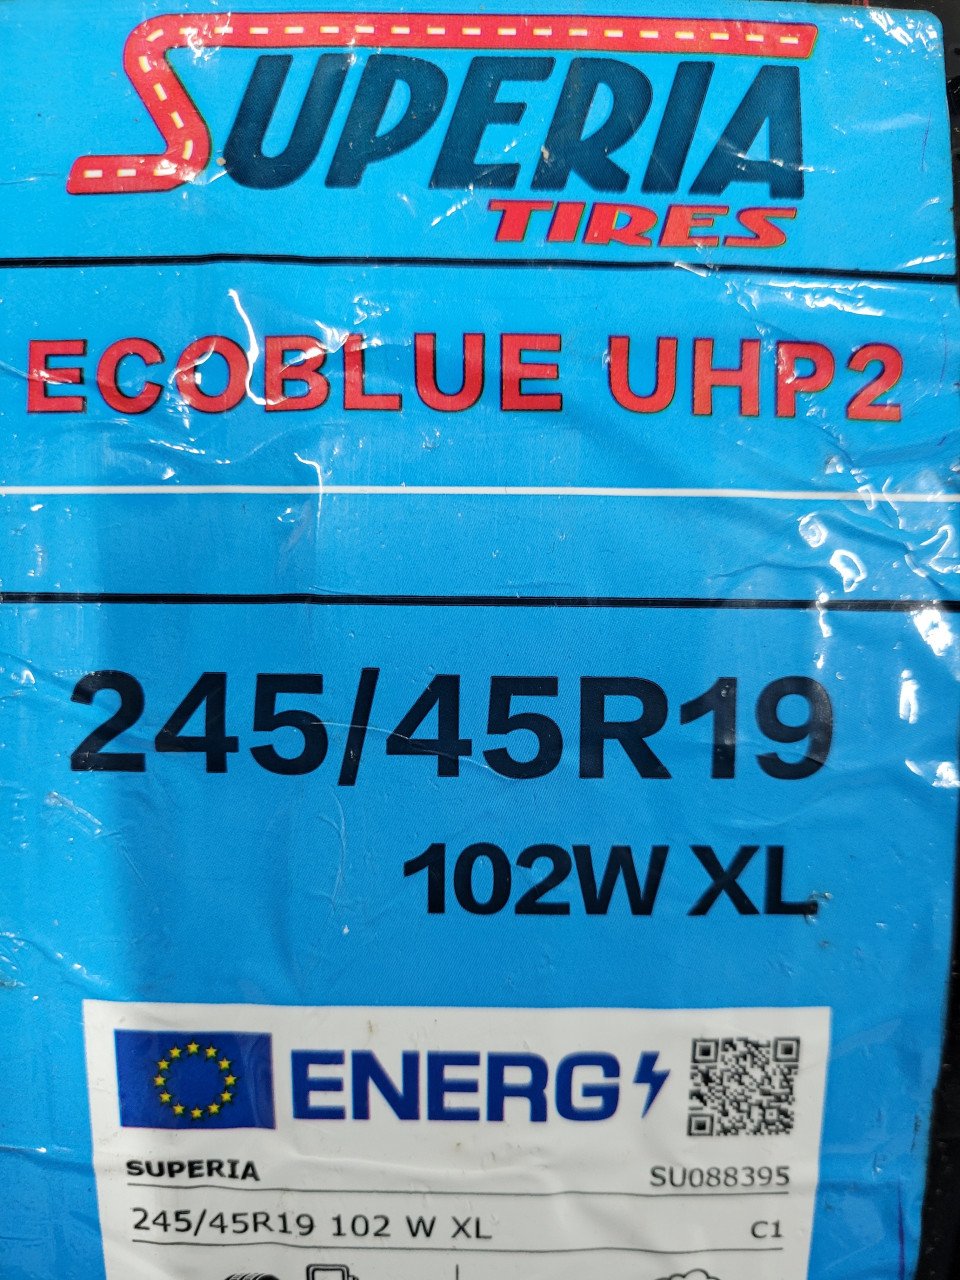 SUPERIA
TIRES
ECOBLUE UHP2
245/45R19
102W XL
ENERG
SUPERIA SU088395
245/45R19 102 W XL C1